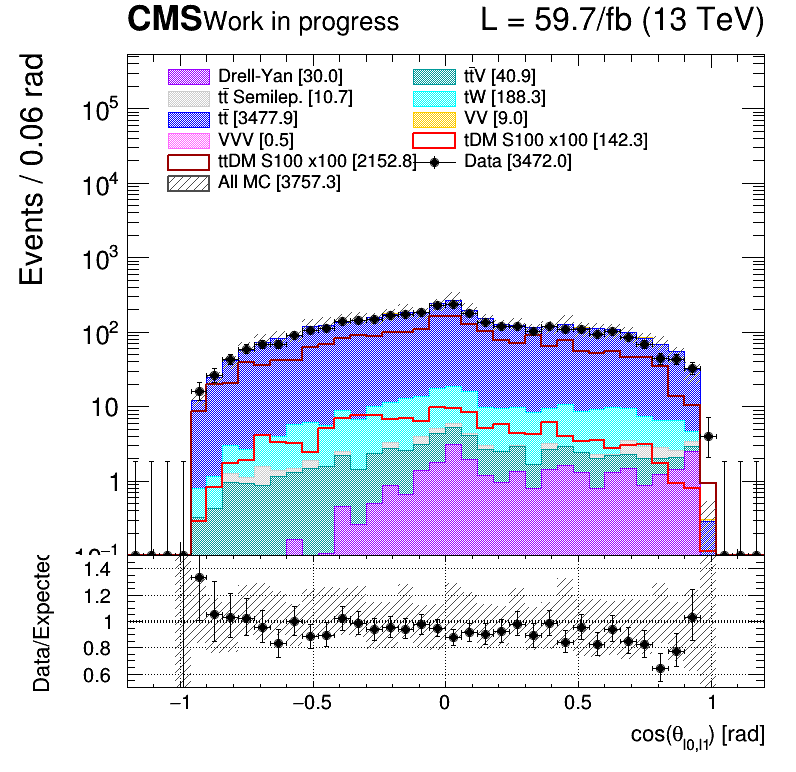 CMS Work in progress L = 59.7/fb (13 TeV)
Events / 0.06 rad
Drell-Yan [30.0] tt̄V [40.9]
tt̄ Semilep. [10.7] tW [188.3]
tt̄ [3477.9] VV [9.0]
VVV [0.5] tDM S100 x100 [142.3]
ttDM S100 x100 [2152.8] Data [3472.0]
All MC [3757.3]
10⁵
10⁴
10³
10²
10
1
10⁻¹
Data/Expected
1.4
1.2
1
0.8
0.6
−1 −0.5 0 0.5 1
cos(θ_l0,l1) [rad]